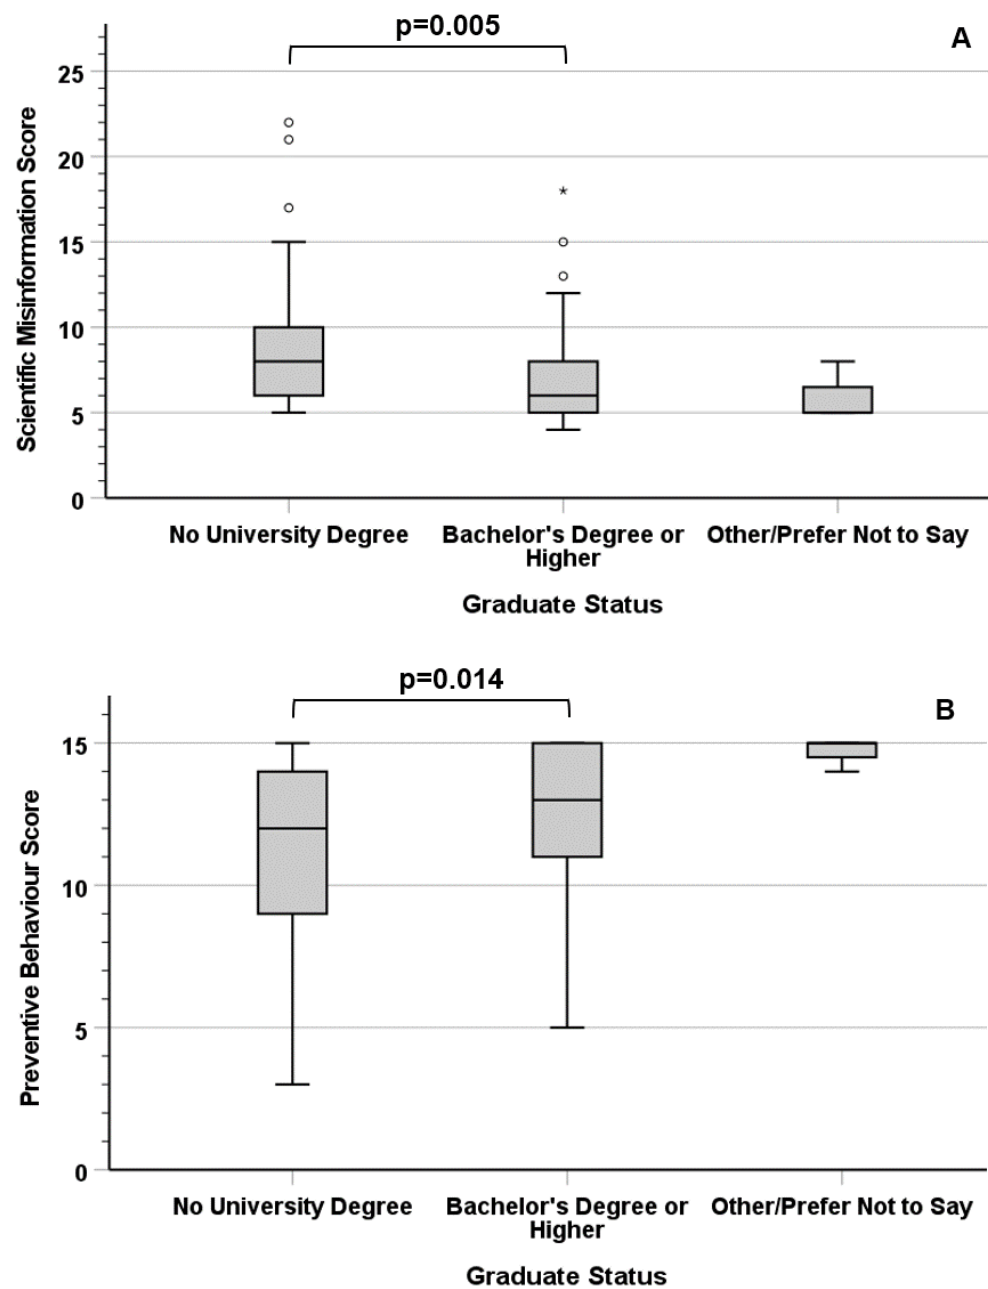 p=0.005
A
Scientific Misinformation Score
25
20
15
10
5
0
No University Degree
Bachelor's Degree or
Higher
Other/Prefer Not to Say
Graduate Status
p=0.014
B
Preventive Behaviour Score
15
10
5
0
No University Degree
Bachelor's Degree or
Higher
Other/Prefer Not to Say
Graduate Status